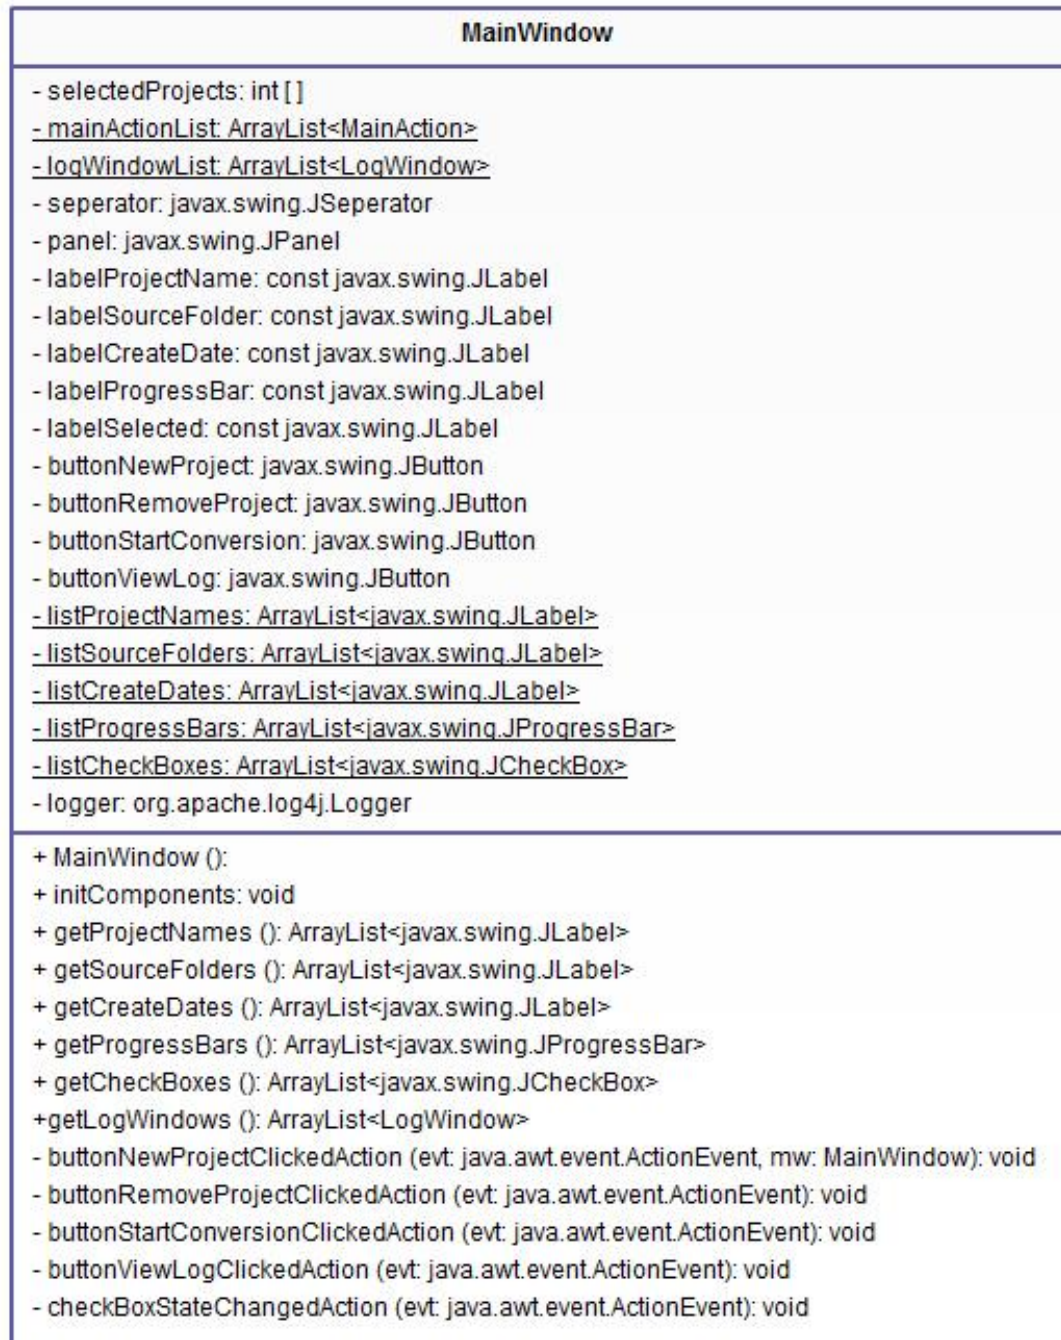 MainWindow
- selectedProjects: int [ ]
- mainActionList: ArrayList<MainAction>
- logWindowList: ArrayList<LogWindow>
- seperator: javax.swing.JSeperator
- panel: javax.swing.JPanel
- labelProjectName: const javax.swing.JLabel
- labelSourceFolder: const javax.swing.JLabel
- labelCreateDate: const javax.swing.JLabel
- labelProgressBar: const javax.swing.JLabel
- labelSelected: const javax.swing.JLabel
- buttonNewProject: javax.swing.JButton
- buttonRemoveProject: javax.swing.JButton
- buttonStartConversion: javax.swing.JButton
- buttonViewLog: javax.swing.JButton
- listProjectNames: ArrayList<javax.swing.JLabel>
- listSourceFolders: ArrayList<javax.swing.JLabel>
- listCreateDates: ArrayList<javax.swing.JLabel>
- listProgressBars: ArrayList<javax.swing.JProgressBar>
- listCheckBoxes: ArrayList<javax.swing.JCheckBox>
- logger: org.apache.log4j.Logger
+ MainWindow ():
+ initComponents: void
+ getProjectNames (): ArrayList<javax.swing.JLabel>
+ getSourceFolders (): ArrayList<javax.swing.JLabel>
+ getCreateDates (): ArrayList<javax.swing.JLabel>
+ getProgressBars (): ArrayList<javax.swing.JProgressBar>
+ getCheckBoxes (): ArrayList<javax.swing.JCheckBox>
+getLogWindows (): ArrayList<LogWindow>
- buttonNewProjectClickedAction (evt: java.awt.event.ActionEvent, mw: MainWindow): void
- buttonRemoveProjectClickedAction (evt: java.awt.event.ActionEvent): void
- buttonStartConversionClickedAction (evt: java.awt.event.ActionEvent): void
- buttonViewLogClickedAction (evt: java.awt.event.ActionEvent): void
- checkBoxStateChangedAction (evt: java.awt.event.ActionEvent): void